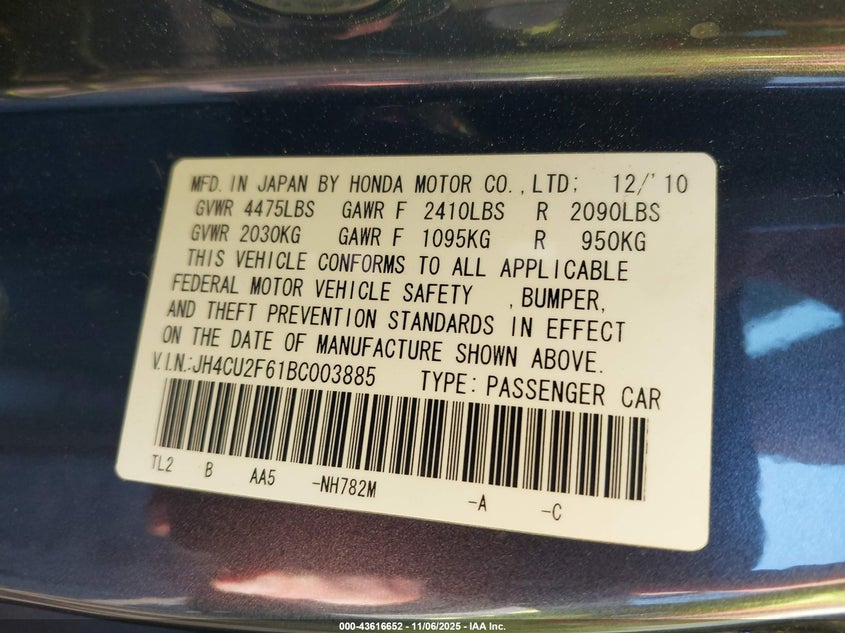 MFD. IN JAPAN BY HONDA MOTOR CO.,LTD; 12/'10
GVWR 4475LBS GAWR F 2410LBS R 2090LBS
GVWR 2030KG GAWR F 1095KG R 950KG
THIS VEHICLE CONFORMS TO ALL APPLICABLE
FEDERAL MOTOR VEHICLE SAFETY , BUMPER,
AND THEFT PREVENTION STANDARDS IN EFFECT
ON THE DATE OF MANUFACTURE SHOWN ABOVE.
V.I.N.:JH4CU2F61BC003885 TYPE: PASSENGER CAR
TL2 B AA5 -NH782M -A -C
000-43616652 - 11/06/2025 - IAA Inc.